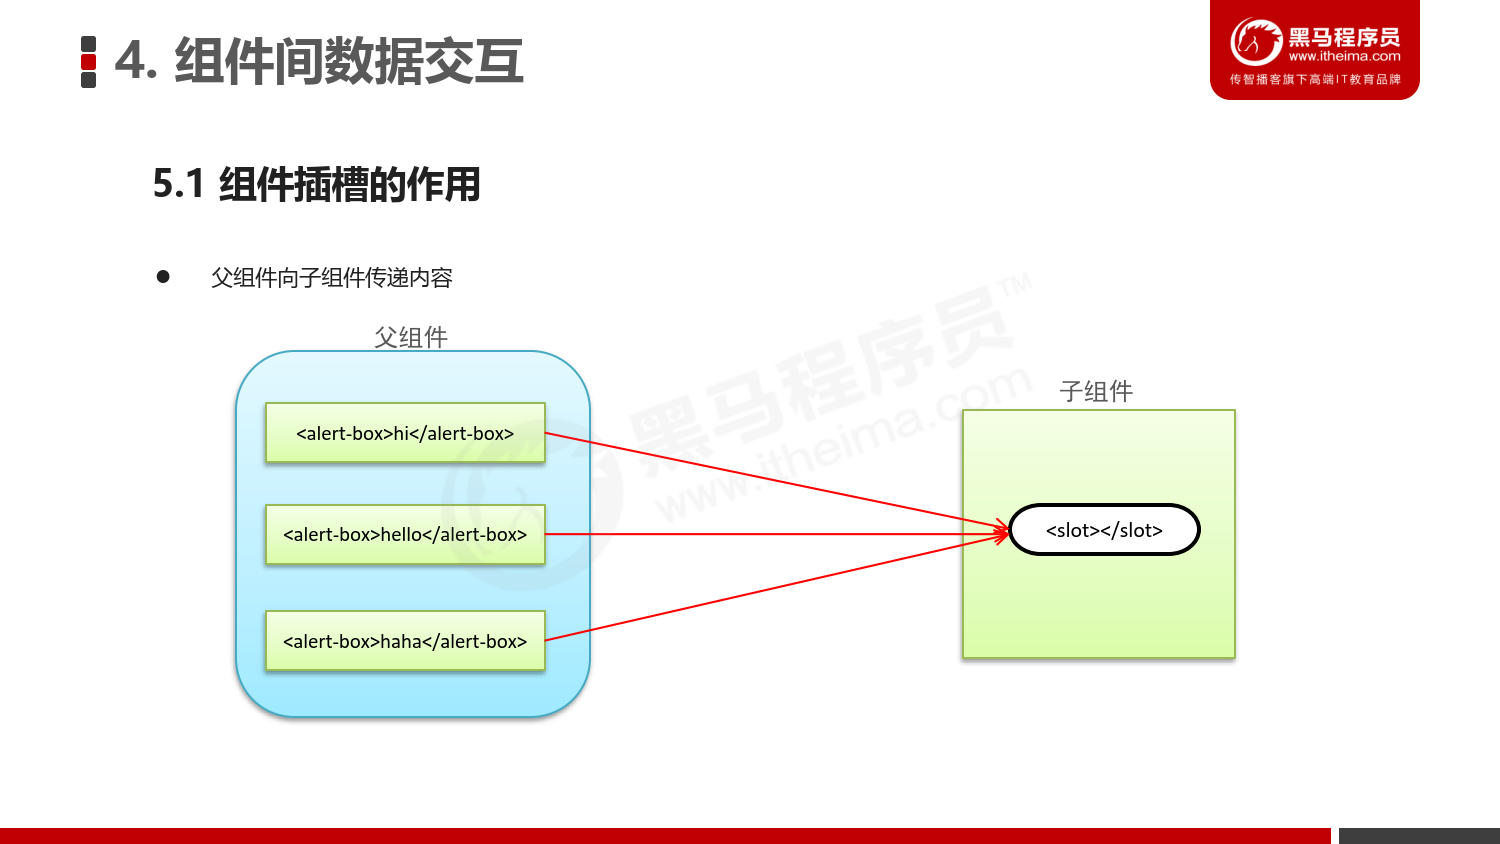 4. 组件间数据交互
黑马程序员
www.itheima.com
传智播客旗下高端IT教育品牌
5.1 组件插槽的作用
● 父组件向子组件传递内容
父组件
<alert-box>hi</alert-box>
<alert-box>hello</alert-box>
<alert-box>haha</alert-box>
子组件
<slot></slot>
黑马程序员™
www.itheima.com